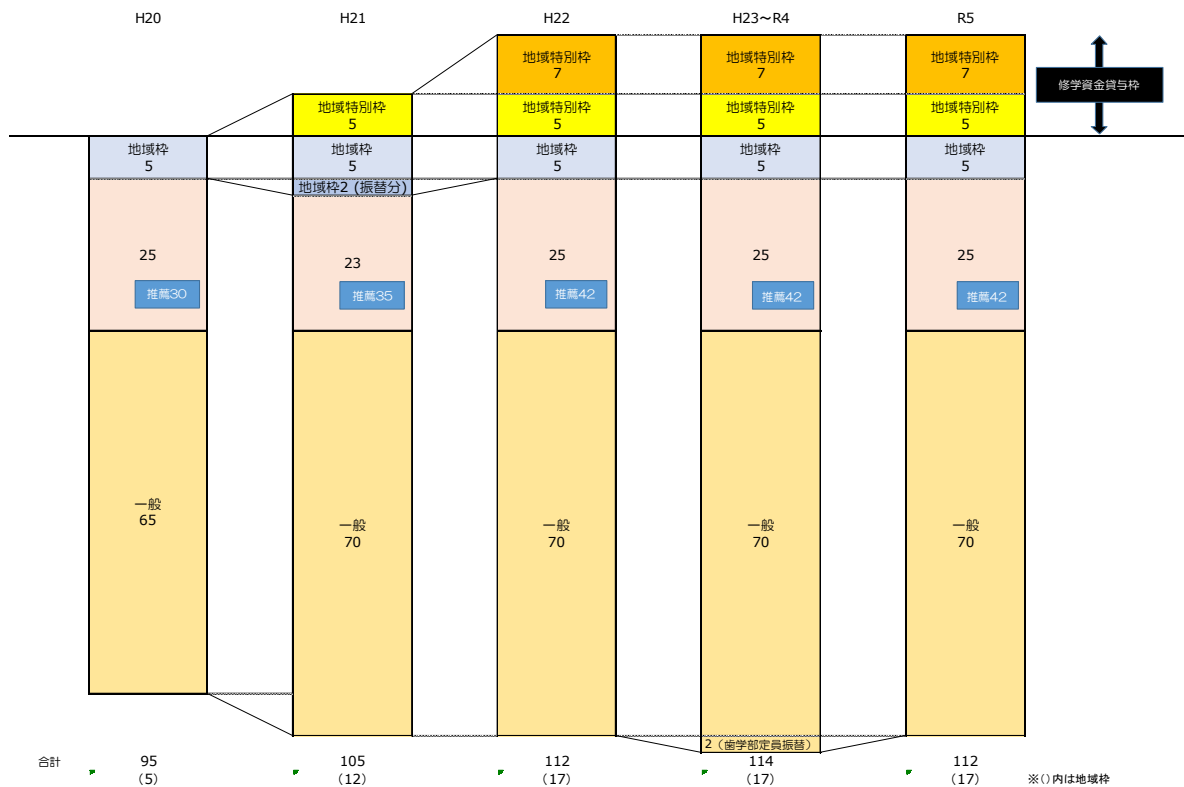 H20 H21 H22 H23～R4 R5
地域特別枠 地域特別枠 地域特別枠
7 7 7
修学資金貸与枠
地域特別枠 地域特別枠 地域特別枠 地域特別枠
5 5 5 5
地域枠 地域枠 地域枠 地域枠 地域枠
5 5 5 5 5
地域枠2 (振替分)
25 23 25 25 25
推薦30 推薦35 推薦42 推薦42 推薦42
一般 一般 一般 一般 一般
65 70 70 70 70
2（歯学部定員振替）
合計 95 105 112 114 112
（5） （12） （17） （17） （17） ※()内は地域枠